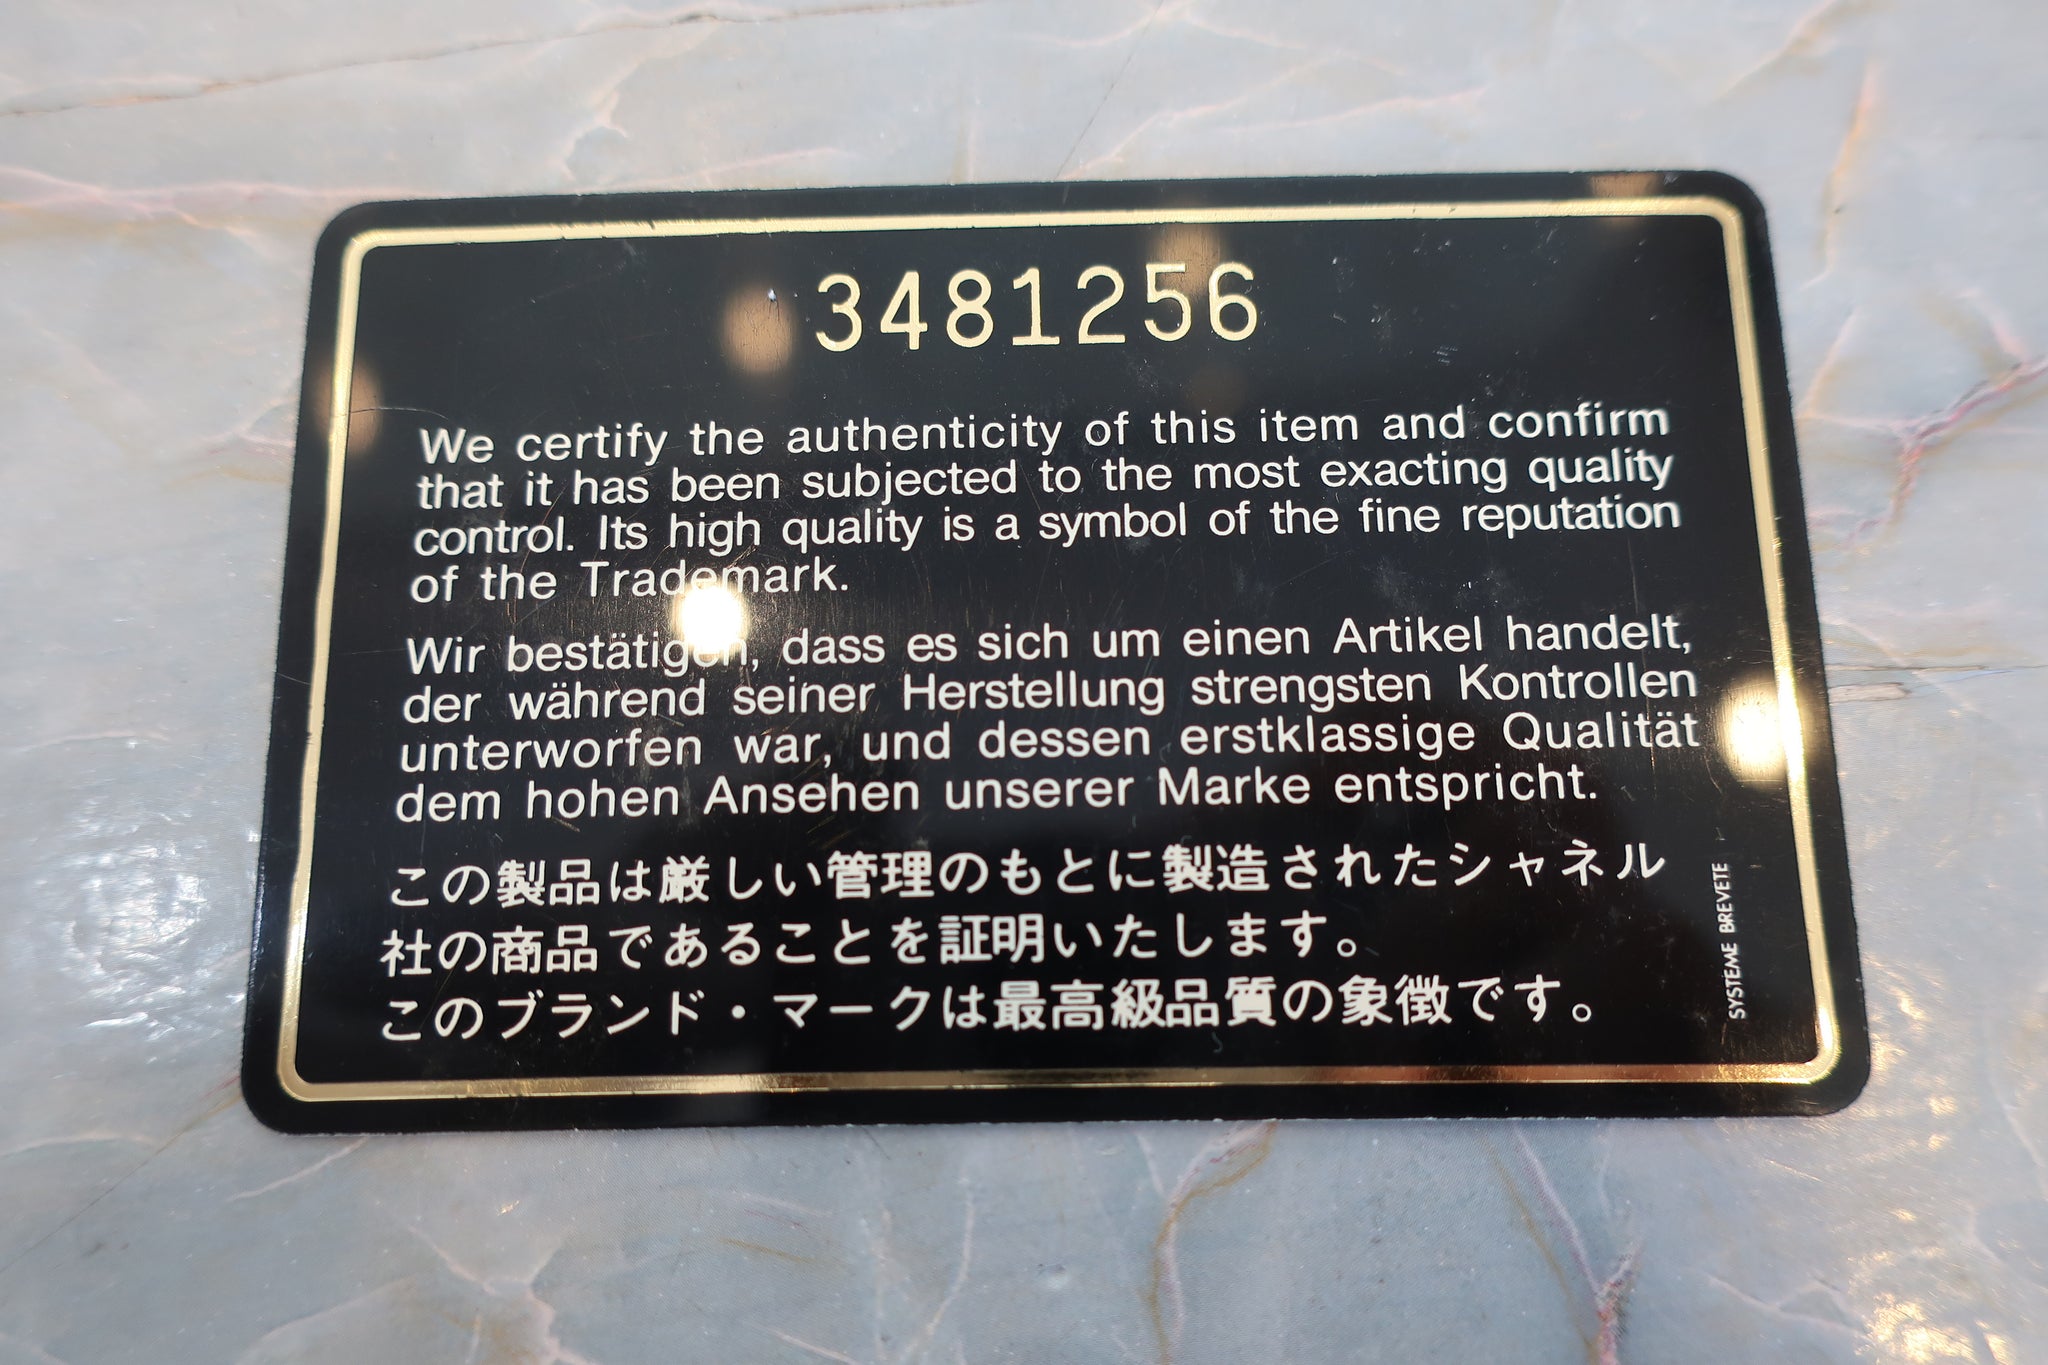 3481256
We certify the authenticity of this item and confirm
that it has been subjected to the most exacting quality
control. Its high quality is a symbol of the fine reputation
of the Trademark.
Wir bestätigen, dass es sich um einen Artikel handelt,
der während seiner Herstellung strengsten Kontrollen
unterworfen war, und dessen erstklassige Qualität
dem hohen Ansehen unserer Marke entspricht.
この製品は厳しい管理のもとに製造されたシャネル
社の商品であることを証明いたします。
このブランド・マークは最高級品質の象徴です。
SYSTEME BREVETE